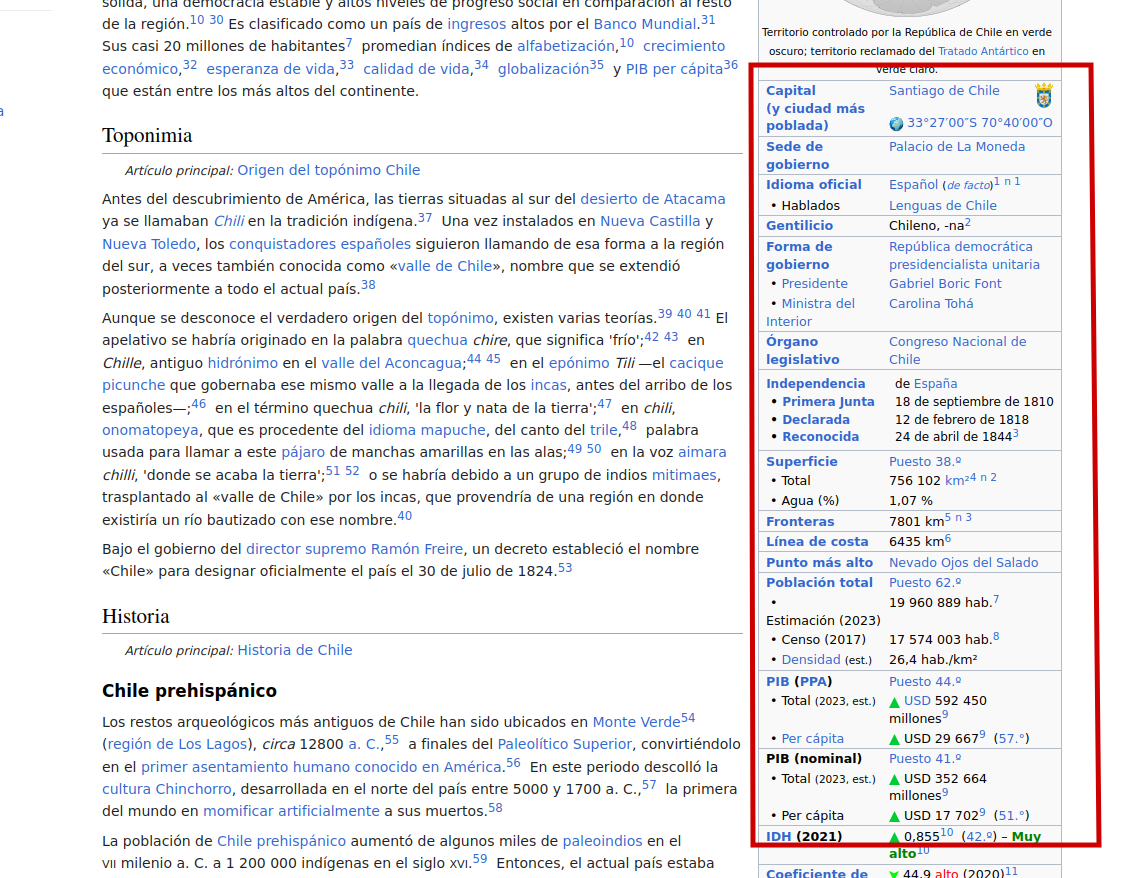 sólida, una democracia estable y altos niveles de progreso social en comparación al resto
de la región.10 30 Es clasificado como un país de ingresos altos por el Banco Mundial.31
Sus casi 20 millones de habitantes7 promedian índices de alfabetización,10 crecimiento
económico,32 esperanza de vida,33 calidad de vida,34 globalización35 y PIB per cápita36
que están entre los más altos del continente.
Toponimia
Artículo principal: Origen del topónimo Chile
Antes del descubrimiento de América, las tierras situadas al sur del desierto de Atacama
ya se llamaban Chili en la tradición indígena.37 Una vez instalados en Nueva Castilla y
Nueva Toledo, los conquistadores españoles siguieron llamando de esa forma a la región
del sur, a veces también conocida como «valle de Chile», nombre que se extendió
posteriormente a todo el actual país.38
Aunque se desconoce el verdadero origen del topónimo, existen varias teorías.39 40 41 El
apelativo se habría originado en la palabra quechua chire, que significa 'frío';42 43 en
Chille, antiguo hidrónimo en el valle del Aconcagua;44 45 en el epónimo Tili —el cacique
picunche que gobernaba ese mismo valle a la llegada de los incas, antes del arribo de los
españoles—;46 en el término quechua chili, 'la flor y nata de la tierra';47 en chili,
onomatopeya, que es procedente del idioma mapuche, del canto del trile,48 palabra
usada para llamar a este pájaro de manchas amarillas en las alas;49 50 en la voz aimara
chilli, 'donde se acaba la tierra';51 52 o se habría debido a un grupo de indios mitimaes,
trasplantado al «valle de Chile» por los incas, que provendría de una región en donde
existiría un río bautizado con ese nombre.40
Bajo el gobierno del director supremo Ramón Freire, un decreto estableció el nombre
«Chile» para designar oficialmente el país el 30 de julio de 1824.53
Historia
Artículo principal: Historia de Chile
Chile prehispánico
Los restos arqueológicos más antiguos de Chile han sido ubicados en Monte Verde54
(región de Los Lagos), circa 12800 a. C.,55 a finales del Paleolítico Superior, convirtiéndolo
en el primer asentamiento humano conocido en América.56 En este periodo descolló la
cultura Chinchorro, desarrollada en el norte del país entre 5000 y 1700 a. C.,57 la primera
del mundo en momificar artificialmente a sus muertos.58
La población de Chile prehispánico aumentó de algunos miles de paleoindios en el
VII milenio a. C. a 1 200 000 indígenas en el siglo XVI.59 Entonces, el actual país estaba
a
Territorio controlado por la República de Chile en verde
oscuro; territorio reclamado del Tratado Antártico en
verde claro.
Capital Santiago de Chile
(y ciudad más
poblada) 33°27′00″S 70°40′00″O
Sede de Palacio de La Moneda
gobierno
Idioma oficial Español (de facto)1 n 1
• Hablados Lenguas de Chile
Gentilicio Chileno, -na2
Forma de República democrática
gobierno presidencialista unitaria
• Presidente Gabriel Boric Font
• Ministra del Carolina Tohá
Interior
Órgano Congreso Nacional de
legislativo Chile
Independencia de España
• Primera Junta 18 de septiembre de 1810
• Declarada 12 de febrero de 1818
• Reconocida 24 de abril de 18443
Superficie Puesto 38.º
• Total 756 102 km²4 n 2
• Agua (%) 1,07 %
Fronteras 7801 km5 n 3
Línea de costa 6435 km6
Punto más alto Nevado Ojos del Salado
Población total Puesto 62.º
• 19 960 889 hab.7
Estimación (2023)
• Censo (2017) 17 574 003 hab.8
• Densidad (est.) 26,4 hab./km²
PIB (PPA) Puesto 44.º
• Total (2023, est.) ▲ USD 592 450
millones9
• Per cápita ▲ USD 29 6679 (57.°)
PIB (nominal) Puesto 41.º
• Total (2023, est.) ▲ USD 352 664
millones9
• Per cápita ▲ USD 17 7029 (51.°)
IDH (2021) ▲ 0,85510 (42.º) – Muy
alto10
Coeficiente de ▼ 44.9 alto (2020)11